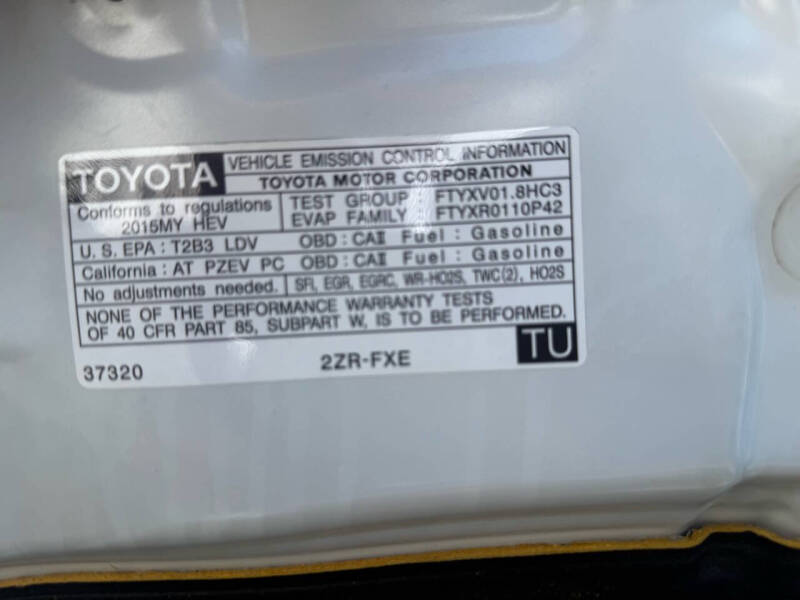 TOYOTA
VEHICLE EMISSION CONTROL INFORMATION
TOYOTA MOTOR CORPORATION
Conforms to regulations
2015MY HEV
TEST GROUP : FTYXV01.8HC3
EVAP FAMILY : FTYXR0110P42
U.S. EPA : T2B3 LDV OBD : CAⅡ Fuel : Gasoline
California : AT PZEV PC OBD : CAⅡ Fuel : Gasoline
No adjustments needed. SFI, EGR, EGRC, WR-HO2S, TWC(2), HO2S
NONE OF THE PERFORMANCE WARRANTY TESTS
OF 40 CFR PART 85, SUBPART W, IS TO BE PERFORMED.
37320 2ZR-FXE TU